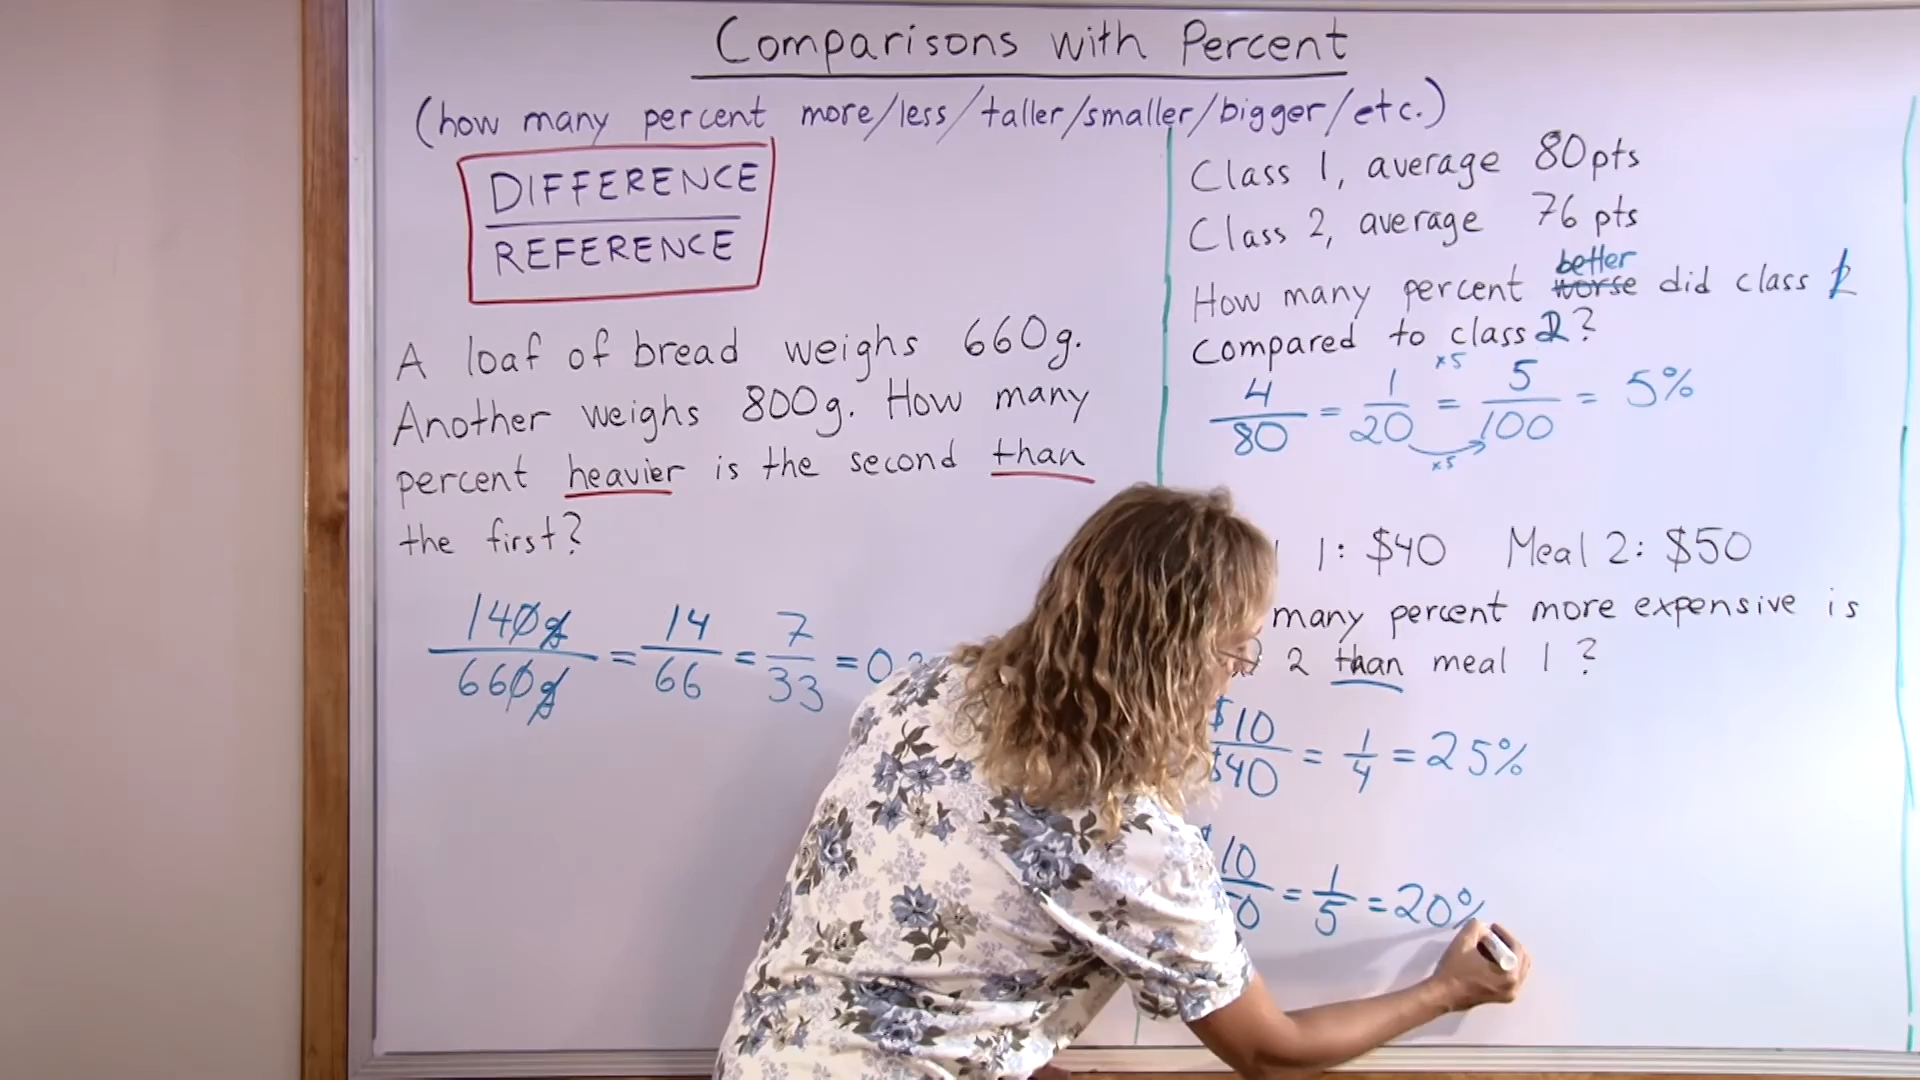 Comparisons with Percent
(how many percent more/less/taller/smaller/bigger/etc.)
DIFFERENCE
REFERENCE
A loaf of bread weighs 660g.
Another weighs 800g. How many
percent heavier is the second than
the first?
140g/660g = 14/66 = 7/33 = 0
Class 1, average 80pts
Class 2, average 76 pts
better
How many percent worse did class 1
compared to class 2?
4/80 = 1/20 = 5/100 = 5%
×5
×5
1: $40 Meal 2: $50
many percent more expensive is
2 than meal 1?
$10/$40 = 1/4 = 25%
10/50 = 1/5 = 20%